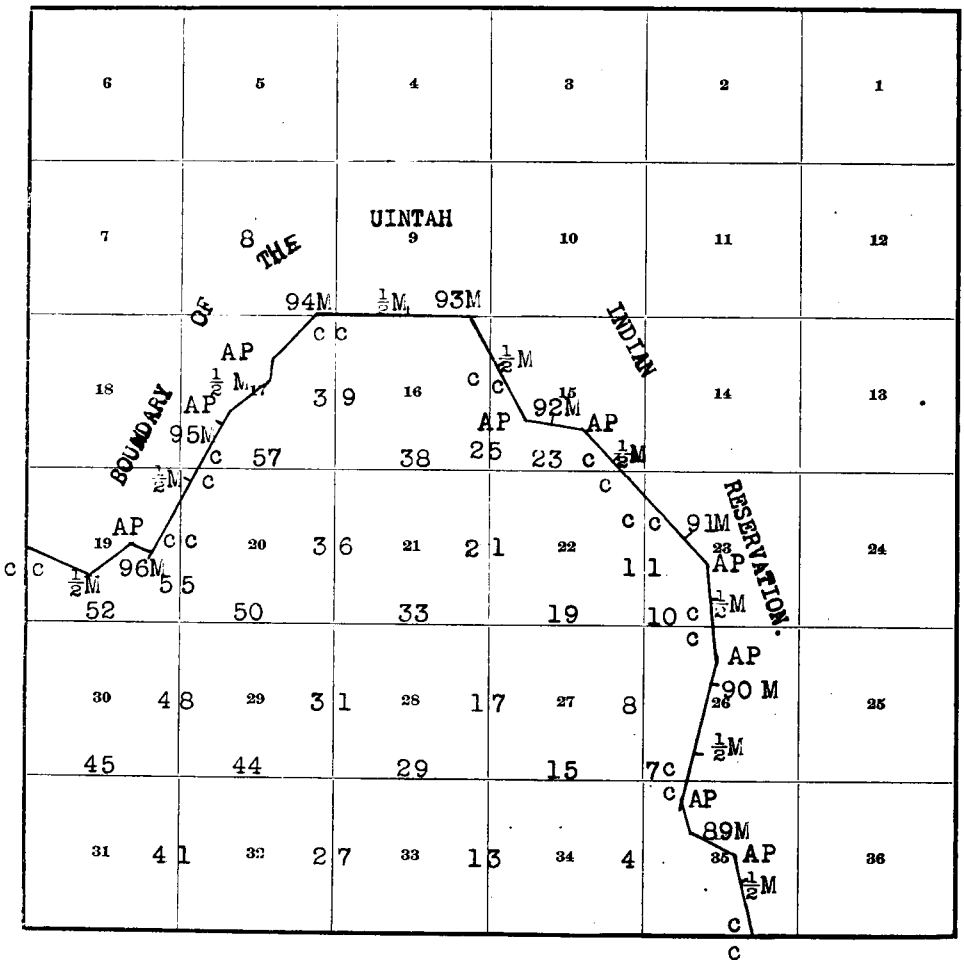 6 5 4 3 2 1
7 8 9 10 11 12
UINTAH
THE
OF
94M ½M 93M
INDIAN
C C
AP ½M
18 ½M 17 3 9 16 C C 15 14 13
AP 92M
BOUNDARY 95M AP AP
C 57 38 25 23 C ½M
½M C C
RESERVATION.
AP C C C C 91M
19 20 3 6 21 2 1 22 23 24
C C 96M 1 1 AP
½M 5 5 ½M
52 50 33 19 10 C
C
AP
30 4 8 29 3 1 28 1 7 27 8 26 90 M 25
½M
45 44 29 15 7 C
C AP
89M
31 4 1 32 2 7 33 1 3 34 4 35 AP 36
½M
C
C